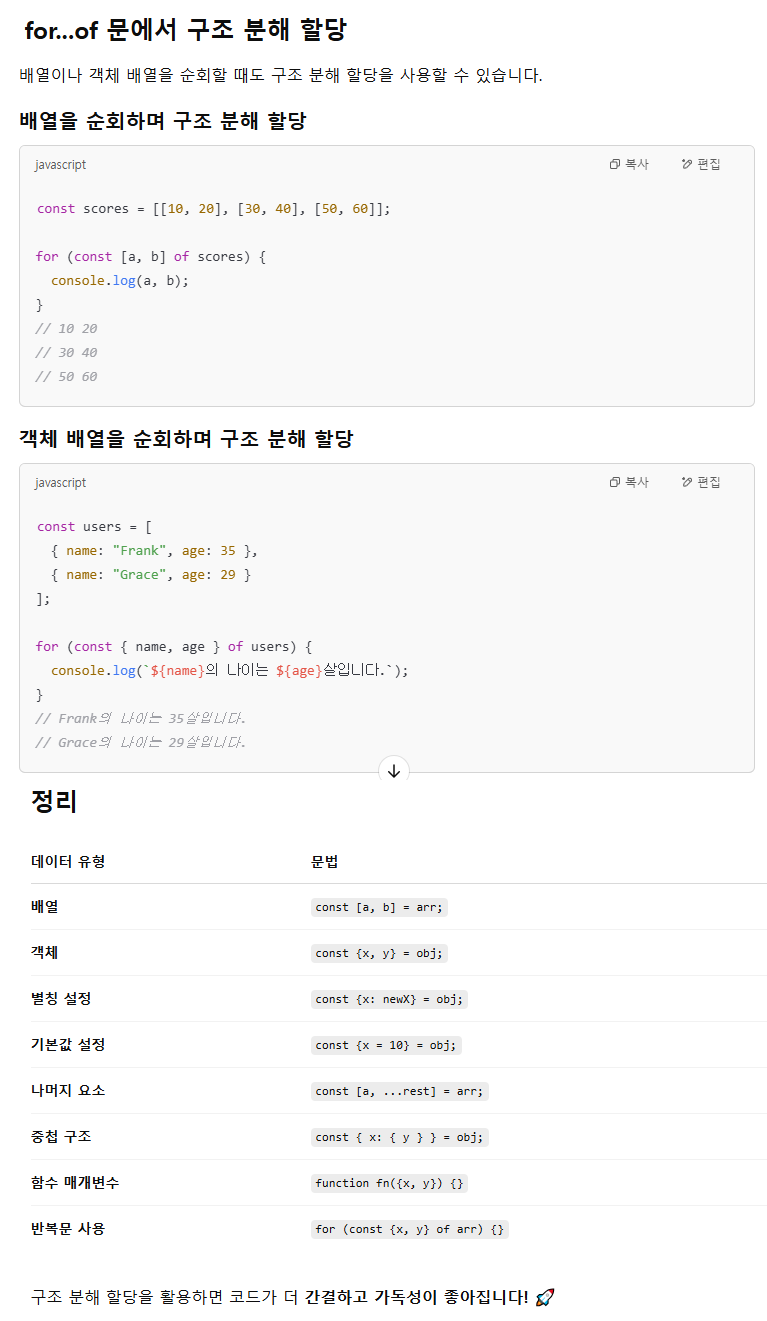 for...of 문에서 구조 분해 할당
배열이나 객체 배열을 순회할 때도 구조 분해 할당을 사용할 수 있습니다.
배열을 순회하며 구조 분해 할당
javascript 복사 편집
const scores = [[10, 20], [30, 40], [50, 60]];
for (const [a, b] of scores) {
  console.log(a, b);
}
// 10 20
// 30 40
// 50 60
객체 배열을 순회하며 구조 분해 할당
javascript 복사 편집
const users = [
  { name: "Frank", age: 35 },
  { name: "Grace", age: 29 }
];
for (const { name, age } of users) {
  console.log(`${name}의 나이는 ${age}살입니다.`);
}
// Frank의 나이는 35살입니다.
// Grace의 나이는 29살입니다.
정리
데이터 유형 문법
배열 const [a, b] = arr;
객체 const {x, y} = obj;
별칭 설정 const {x: newX} = obj;
기본값 설정 const {x = 10} = obj;
나머지 요소 const [a, ...rest] = arr;
중첩 구조 const { x: { y } } = obj;
함수 매개변수 function fn({x, y}) {}
반복문 사용 for (const {x, y} of arr) {}
구조 분해 할당을 활용하면 코드가 더 간결하고 가독성이 좋아집니다! 🚀